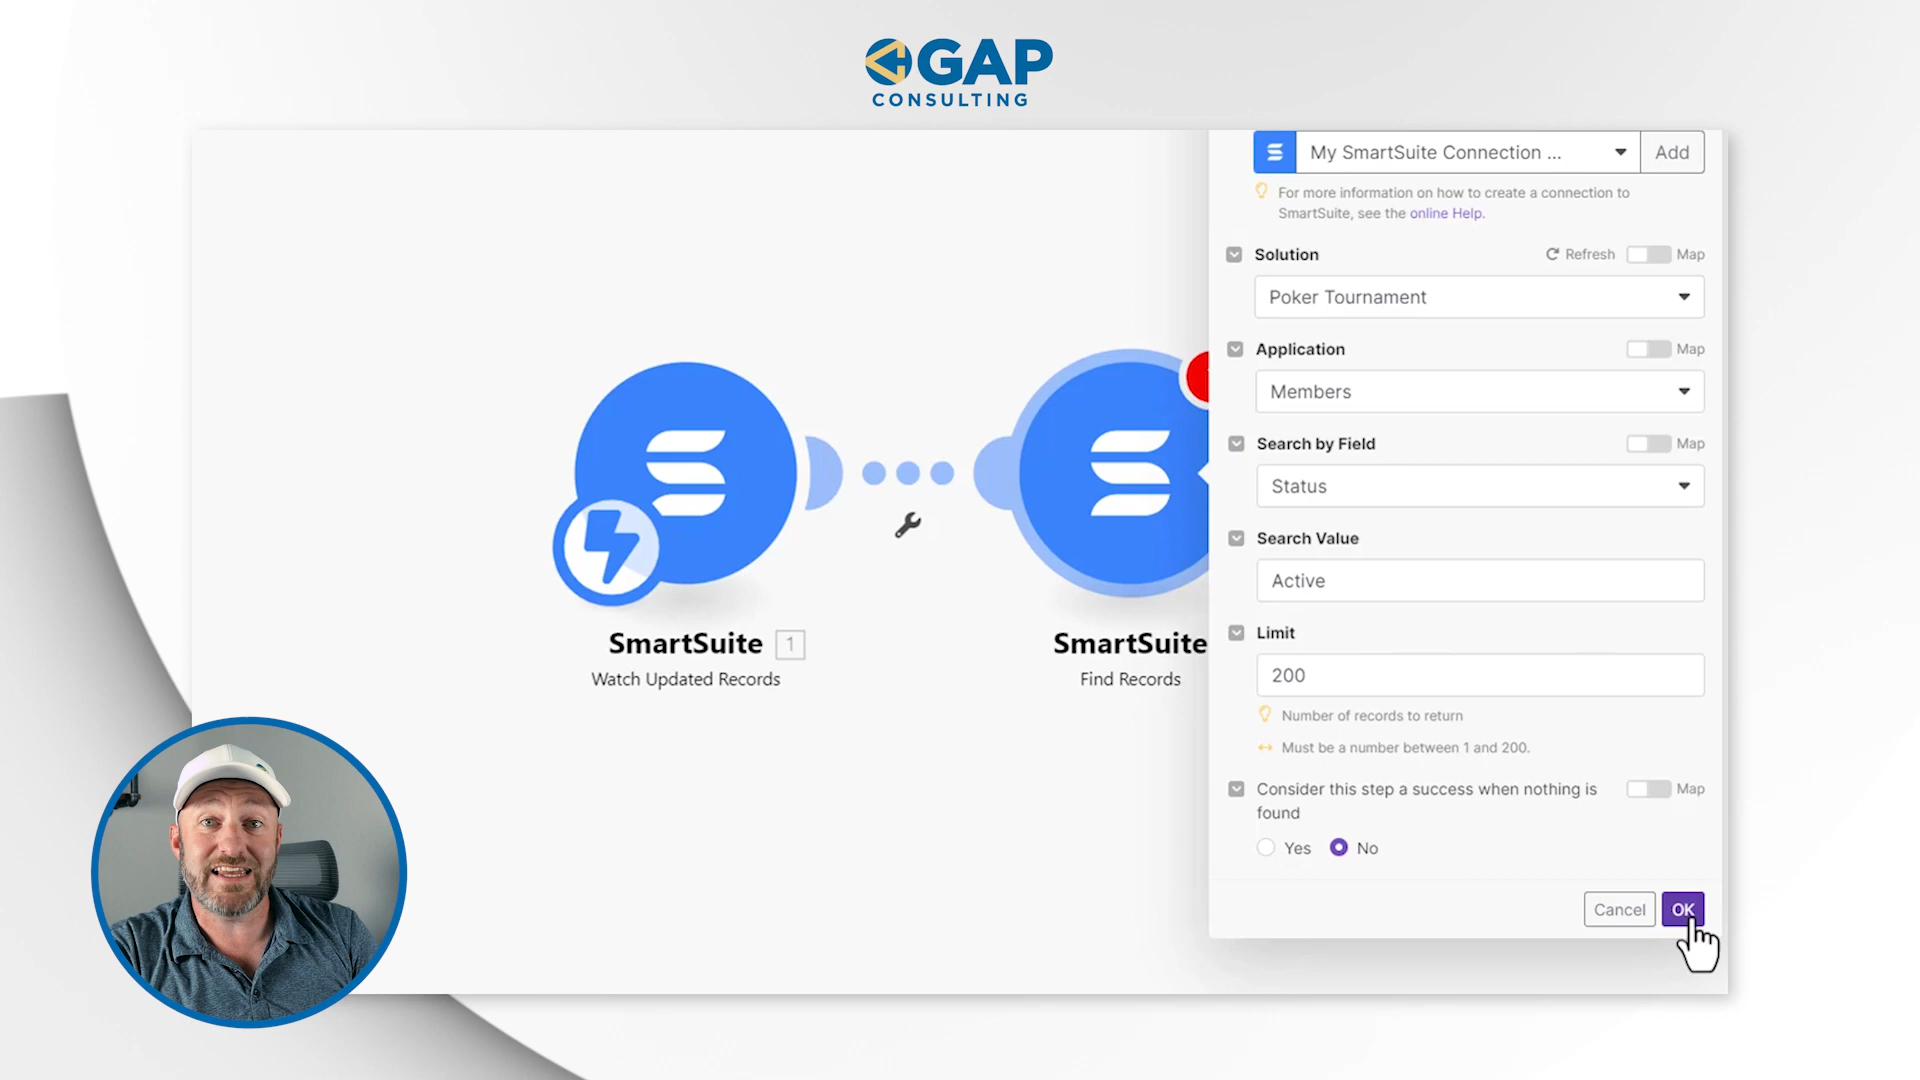 GAP
CONSULTING
My SmartSuite Connection ...
Add
For more information on how to create a connection to
SmartSuite, see the online Help.
Solution
Refresh
Map
Poker Tournament
Application
Map
Members
Search by Field
Map
Status
Search Value
Active
Limit
200
Number of records to return
Must be a number between 1 and 200.
Consider this step a success when nothing is
found
Map
Yes
No
Cancel
OK
SmartSuite
1
Watch Updated Records
SmartSuite
Find Records